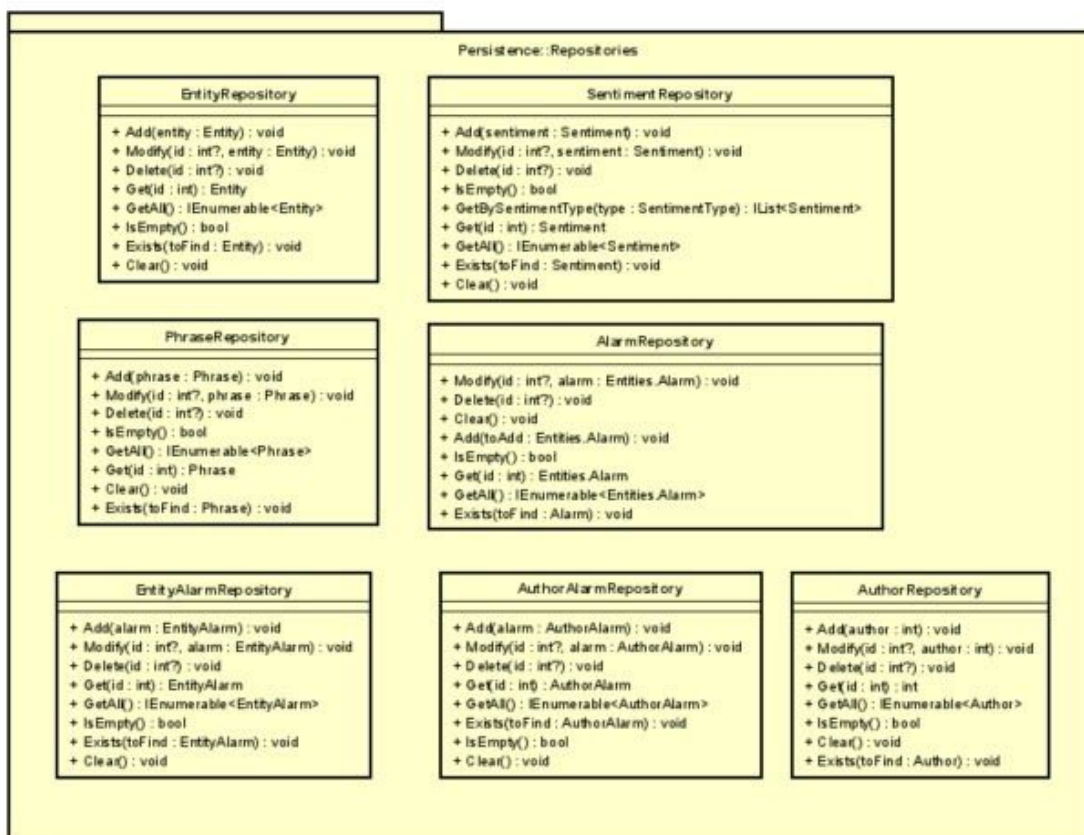 Persistence::Repositories
EntityRepository
+ Add(entity : Entity) : void
+ Modify(id : int?, entity : Entity) : void
+ Delete(id : int?) : void
+ Get(id : int) : Entity
+ GetAll() : IEnumerable<Entity>
+ IsEmpty() : bool
+ Exists(toFind : Entity) : void
+ Clear() : void
SentimentRepository
+ Add(sentiment : Sentiment) : void
+ Modify(id : int?, sentiment : Sentiment) : void
+ Delete(id : int?) : void
+ IsEmpty() : bool
+ GetBySentimentType(type : SentimentType) : IList<Sentiment>
+ Get(id : int) : Sentiment
+ GetAll() : IEnumerable<Sentiment>
+ Exists(toFind : Sentiment) : void
+ Clear() : void
PhraseRepository
+ Add(phrase : Phrase) : void
+ Modify(id : int?, phrase : Phrase) : void
+ Delete(id : int?) : void
+ IsEmpty() : bool
+ GetAll() : IEnumerable<Phrase>
+ Get(id : int) : Phrase
+ Clear() : void
+ Exists(toFind : Phrase) : void
AlarmRepository
+ Modify(id : int?, alarm : Entities.Alarm) : void
+ Delete(id : int?) : void
+ Clear() : void
+ Add(toAdd : Entities.Alarm) : void
+ IsEmpty() : bool
+ Get(id : int) : Entities.Alarm
+ GetAll() : IEnumerable<Entities.Alarm>
+ Exists(toFind : Alarm) : void
EntityAlarmRepository
+ Add(alarm : EntityAlarm) : void
+ Modify(id : int?, alarm : EntityAlarm) : void
+ Delete(id : int?) : void
+ Get(id : int) : EntityAlarm
+ GetAll() : IEnumerable<EntityAlarm>
+ IsEmpty() : bool
+ Exists(toFind : EntityAlarm) : void
+ Clear() : void
AuthorAlarmRepository
+ Add(alarm : AuthorAlarm) : void
+ Modify(id : int?, alarm : AuthorAlarm) : void
+ Delete(id : int?) : void
+ Get(id : int) : AuthorAlarm
+ GetAll() : IEnumerable<AuthorAlarm>
+ Exists(toFind : AuthorAlarm) : void
+ IsEmpty() : bool
+ Clear() : void
AuthorRepository
+ Add(author : int) : void
+ Modify(id : int?, author : int) : void
+ Delete(id : int?) : void
+ Get(id : int) : int
+ GetAll() : IEnumerable<Author>
+ IsEmpty() : bool
+ Clear() : void
+ Exists(toFind : Author) : void